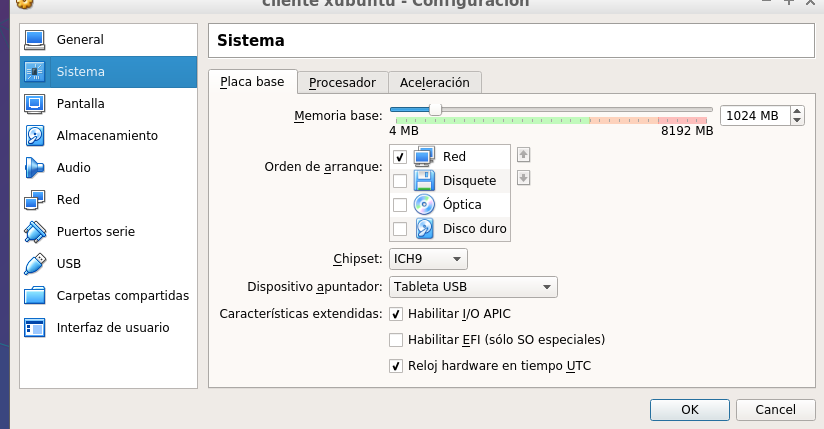 cliente xubuntu - Configuración
General
Sistema
Pantalla
Almacenamiento
Audio
Red
Puertos serie
USB
Carpetas compartidas
Interfaz de usuario
Sistema
Placa base Procesador Aceleración
Memoria base: 1024 MB
4 MB 8192 MB
Orden de arranque:
Red
Disquete
Óptica
Disco duro
Chipset: ICH9
Dispositivo apuntador: Tableta USB
Características extendidas: Habilitar I/O APIC
Habilitar EFI (sólo SO especiales)
Reloj hardware en tiempo UTC
OK Cancel